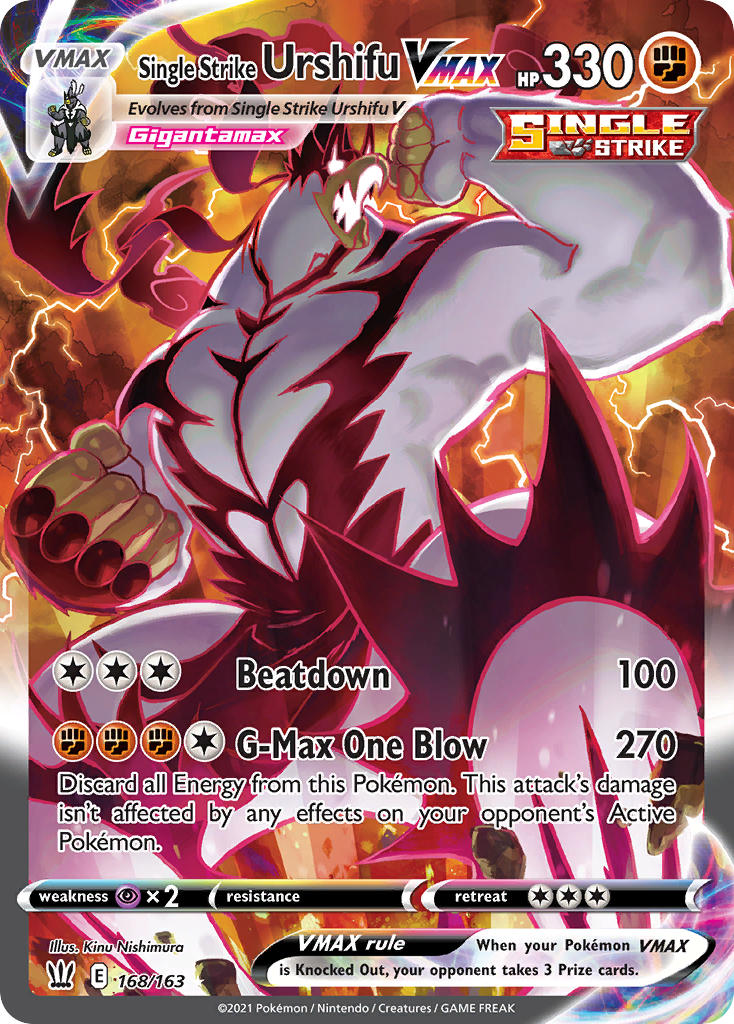 VMAX
Single Strike Urshifu VMAX HP 330
Evolves from Single Strike Urshifu V
Gigantamax
SINGLE
STRIKE
Beatdown 100
G-Max One Blow 270
Discard all Energy from this Pokémon. This attack's damage
isn't affected by any effects on your opponent's Active
Pokémon.
weakness ×2 resistance retreat
Illus. Kinu Nishimura
VMAX rule When your Pokémon VMAX
is Knocked Out, your opponent takes 3 Prize cards.
E 168/163
©2021 Pokémon / Nintendo / Creatures / GAME FREAK